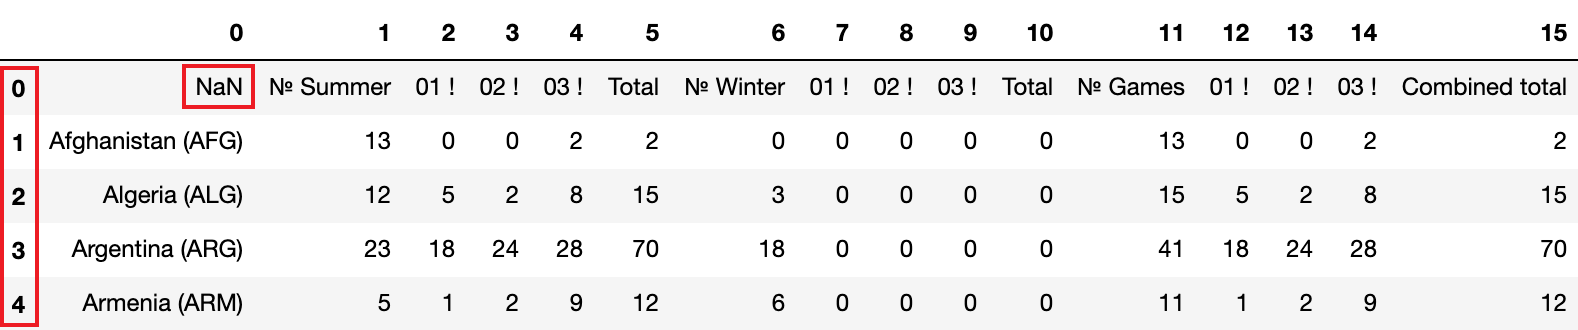 0 1 2 3 4 5 6 7 8 9 10 11 12 13 14 15
0 NaN № Summer 01 ! 02 ! 03 ! Total № Winter 01 ! 02 ! 03 ! Total № Games 01 ! 02 ! 03 ! Combined total
1 Afghanistan (AFG) 13 0 0 2 2 0 0 0 0 0 13 0 0 2 2
2 Algeria (ALG) 12 5 2 8 15 3 0 0 0 0 15 5 2 8 15
3 Argentina (ARG) 23 18 24 28 70 18 0 0 0 0 41 18 24 28 70
4 Armenia (ARM) 5 1 2 9 12 6 0 0 0 0 11 1 2 9 12